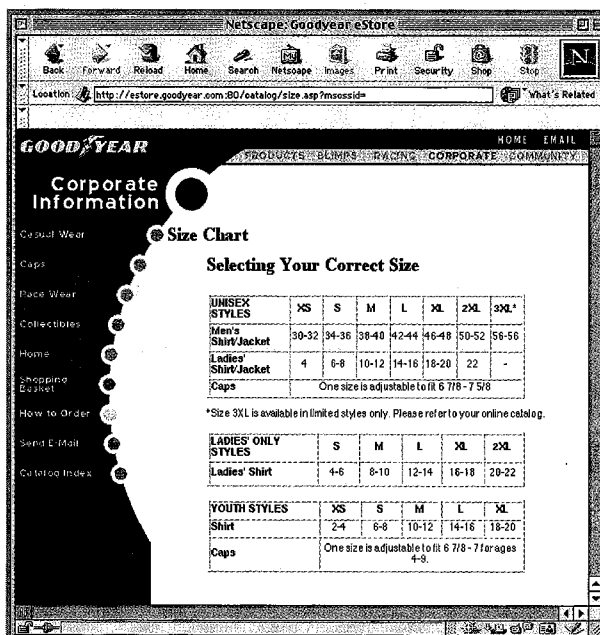 Netscape: Goodyear eStore
Back Forward Reload Home Search Netscape Images Print Security Shop Stop
N
Location: http://estore.goodyear.com:80/catalog/size.asp?msossid= What's Related
HOME EMAIL
GOODYEAR
PRODUCTS BLIMPS RACING CORPORATE COMMUNITY
Corporate
Information
Casual Wear
Size Chart
Caps
Selecting Your Correct Size
Race Wear
Collectibles
Home
Shopping
Basket
How to Order
Send E-Mail
Catalog Index
UNISEX STYLES XS S M L XL 2XL 3XL*
Men's Shirt/Jacket 30-32 34-36 38-40 42-44 46-48 50-52 56-56
Ladies' Shirt/Jacket 4 6-8 10-12 14-16 18-20 22 -
Caps One size is adjustable to fit 6 7/8 - 7 5/8
*Size 3XL is available in limited styles only. Please refer to your online catalog.
LADIES' ONLY STYLES S M L XL 2XL
Ladies' Shirt 4-6 8-10 12-14 16-18 20-22
YOUTH STYLES XS S M L XL
Shirt 2-4 6-8 10-12 14-16 18-20
Caps One size is adjustable to fit 6 7/8 - 7 for ages
4-9.